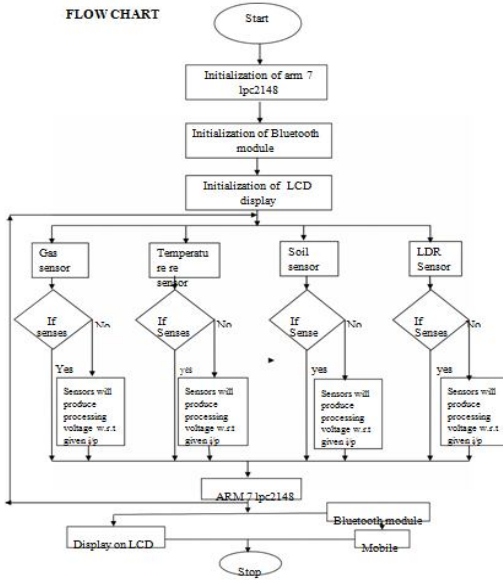 FLOW CHART
Start
Initialization of arm 7
lpc2148
Initialization of Bluetooth
module
Initialization of LCD
display
Gas
sensor
Temperatu
re re
sensor
Soil
sensor
LDR
Sensor
If
senses
No
If
Senses
No
If
Sense
No
If
Senses
No
Yes
yes
yes
yes
Sensors will
produce
processing
voltage w.r.t
given i/p
Sensors will
produce
processing
voltage w.r.t
given i/p
Sensors will
produce
processing
voltage w.r.t
given i/p
Sensors will
produce
processing
voltage w.r.t
given i/p
ARM 7 lpc2148
Bluetooth module
Display on LCD
Mobile
Stop